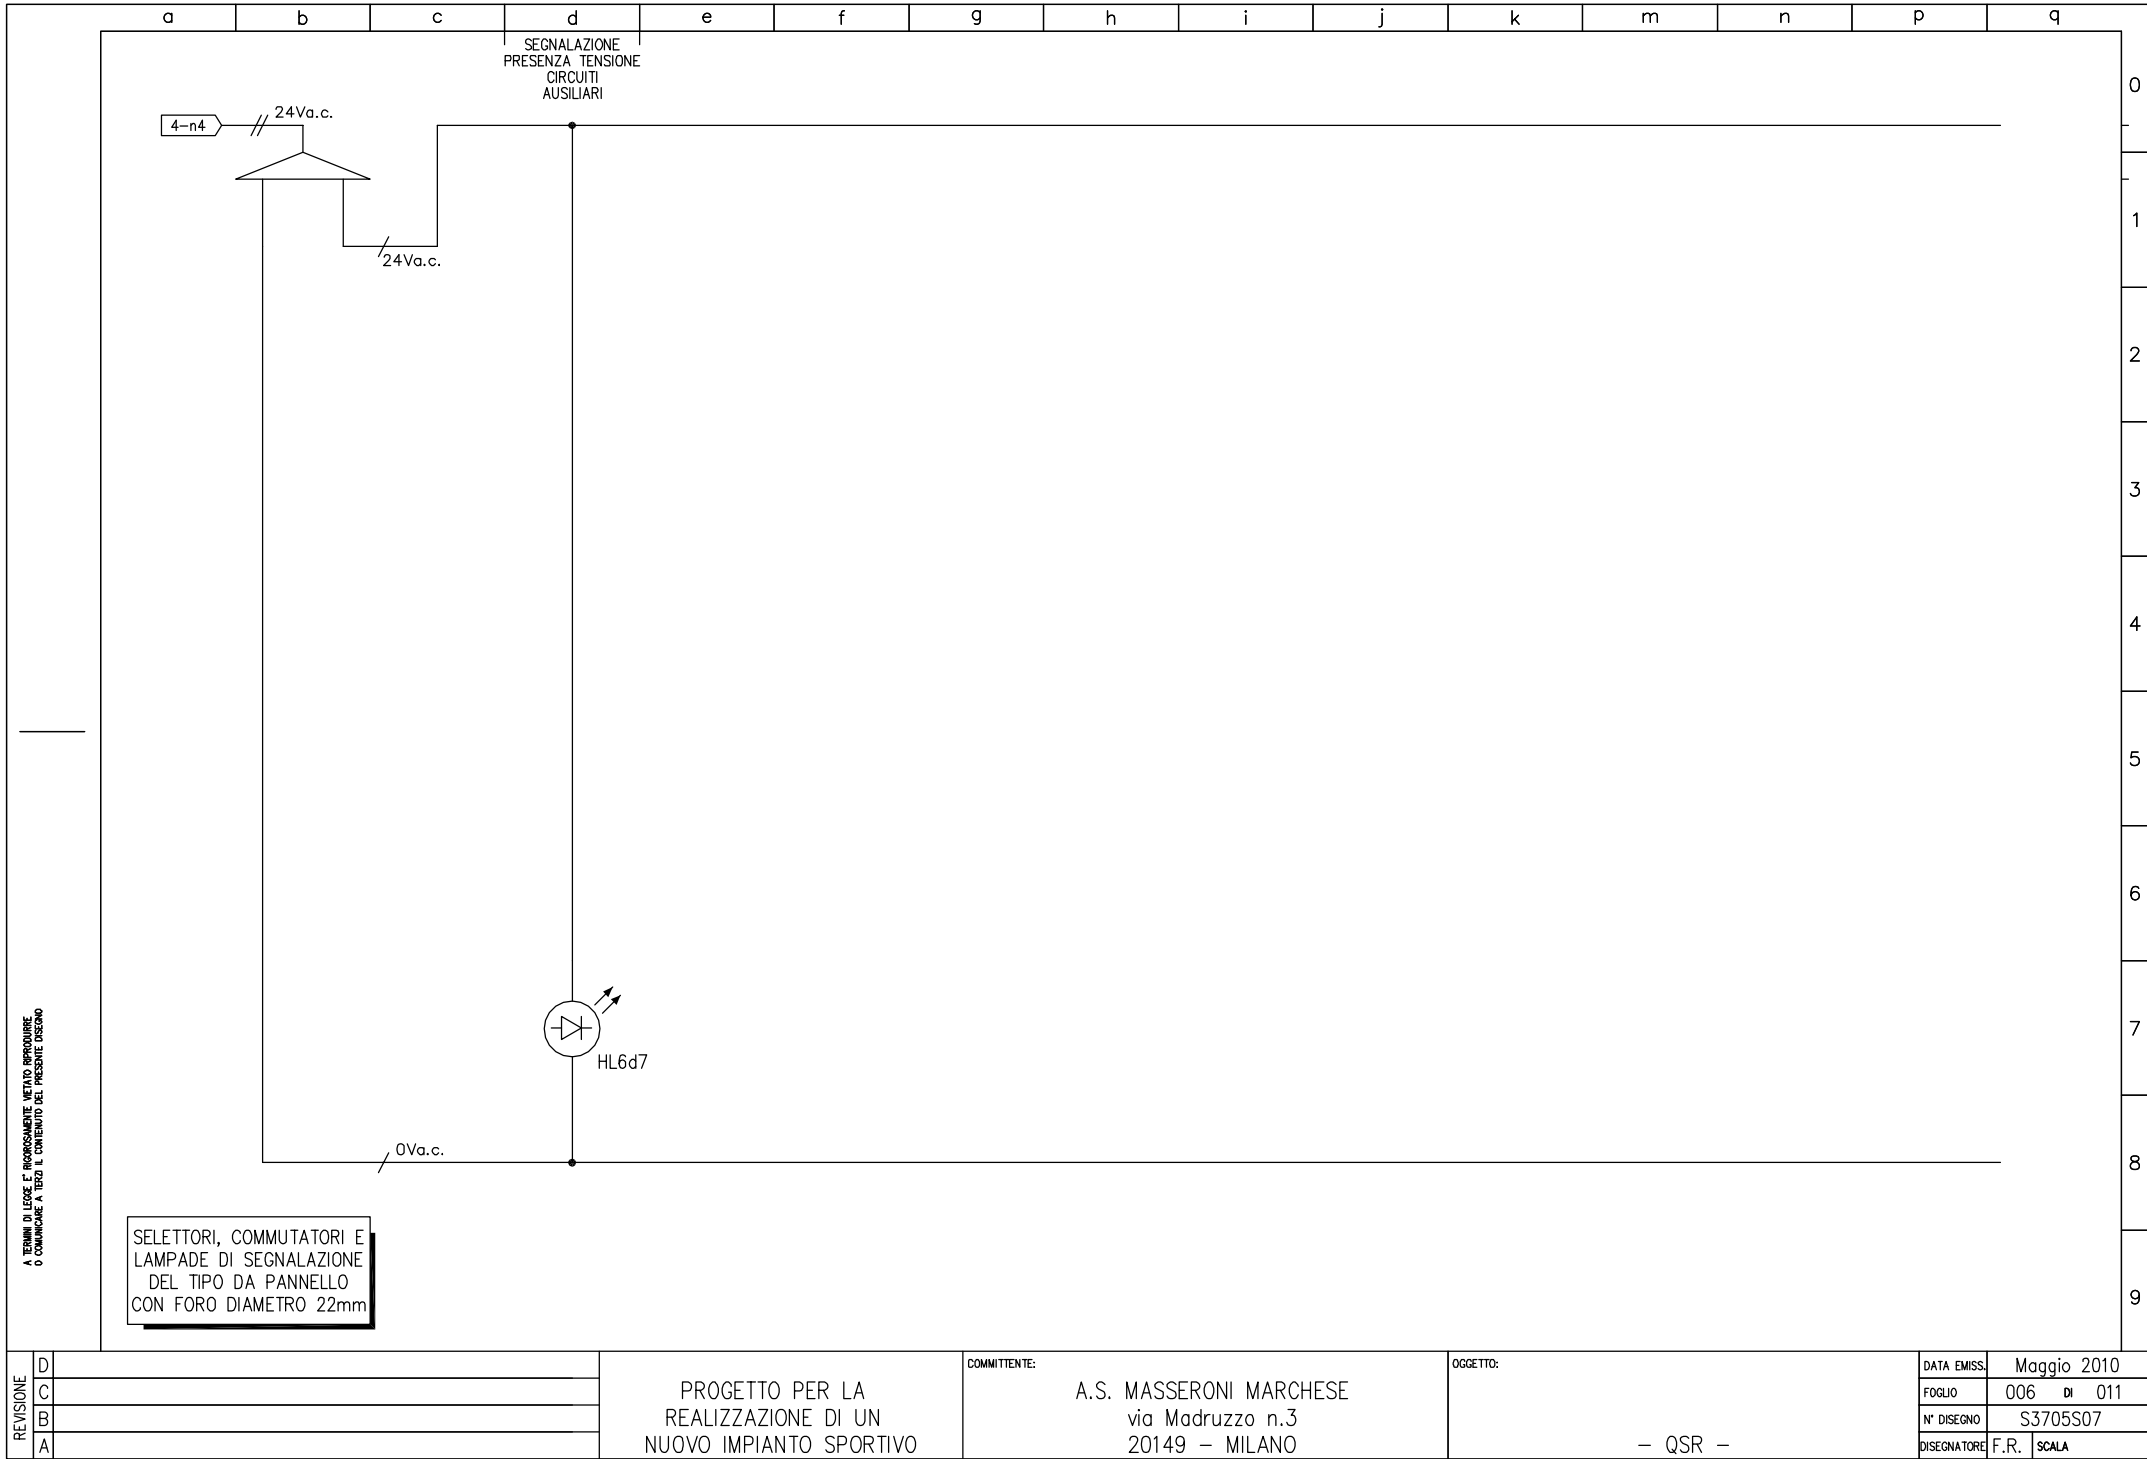 a b c d e f g h i j k m n p q
SEGNALAZIONE
PRESENZA TENSIONE
CIRCUITI
AUSILIARI
4-n4
24Va.c.
24Va.c.
0
1
2
3
4
5
6
7
8
9
HL6d7
0Va.c.
SELETTORI, COMMUTATORI E
LAMPADE DI SEGNALAZIONE
DEL TIPO DA PANNELLO
CON FORO DIAMETRO 22mm
A TERMINI DI LEGGE E' RIGOROSAMENTE VIETATO RIPRODURRE
O COMUNICARE A TERZI IL CONTENUTO DEL PRESENTE DISEGNO
REVISIONE
D
C
B
A
PROGETTO PER LA
REALIZZAZIONE DI UN
NUOVO IMPIANTO SPORTIVO
COMMITTENTE:
A.S. MASSERONI MARCHESE
via Madruzzo n.3
20149 - MILANO
OGGETTO:
- QSR -
DATA EMISS. Maggio 2010
FOGLIO 006 DI 011
N° DISEGNO S3705S07
DISEGNATORE F.R. SCALA